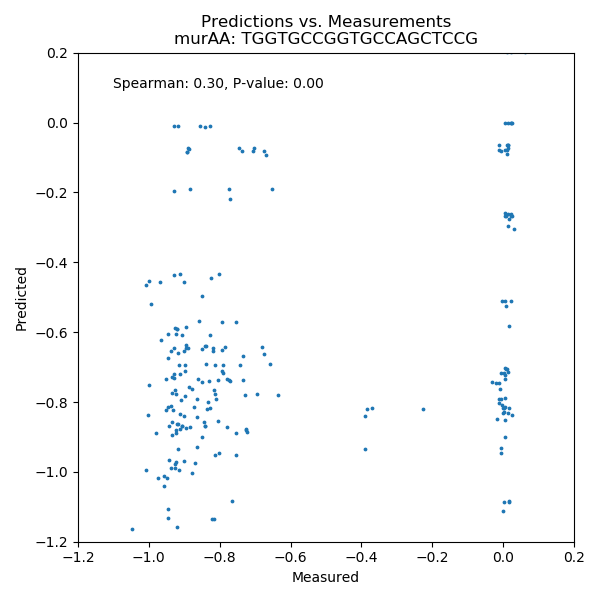 Predictions vs. Measurements
murAA: TGGTGCCGGTGCCAGCTCCG
Spearman: 0.30, P-value: 0.00
0.2
0.0
−0.2
−0.4
−0.6
−0.8
−1.0
−1.2
Predicted
−1.2 −1.0 −0.8 −0.6 −0.4 −0.2 0.0 0.2
Measured